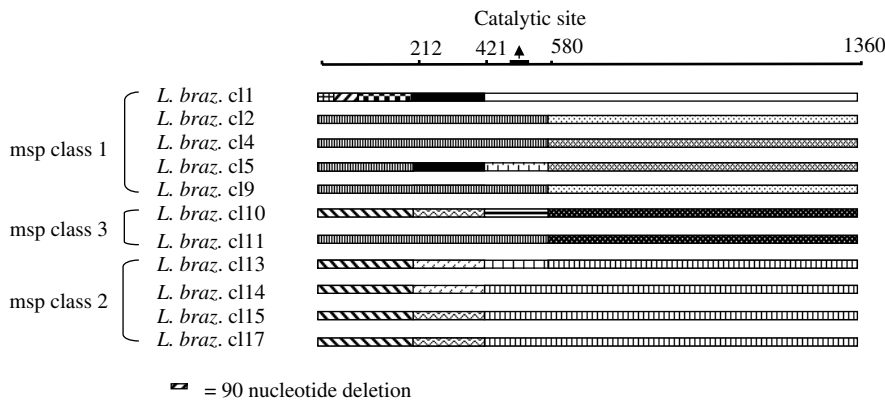 Catalytic site
212 421 580 1360
msp class 1
L. braz. cl1
L. braz. cl2
L. braz. cl4
L. braz. cl5
L. braz. cl9
msp class 3
L. braz. cl10
L. braz. cl11
msp class 2
L. braz. cl13
L. braz. cl14
L. braz. cl15
L. braz. cl17
= 90 nucleotide deletion